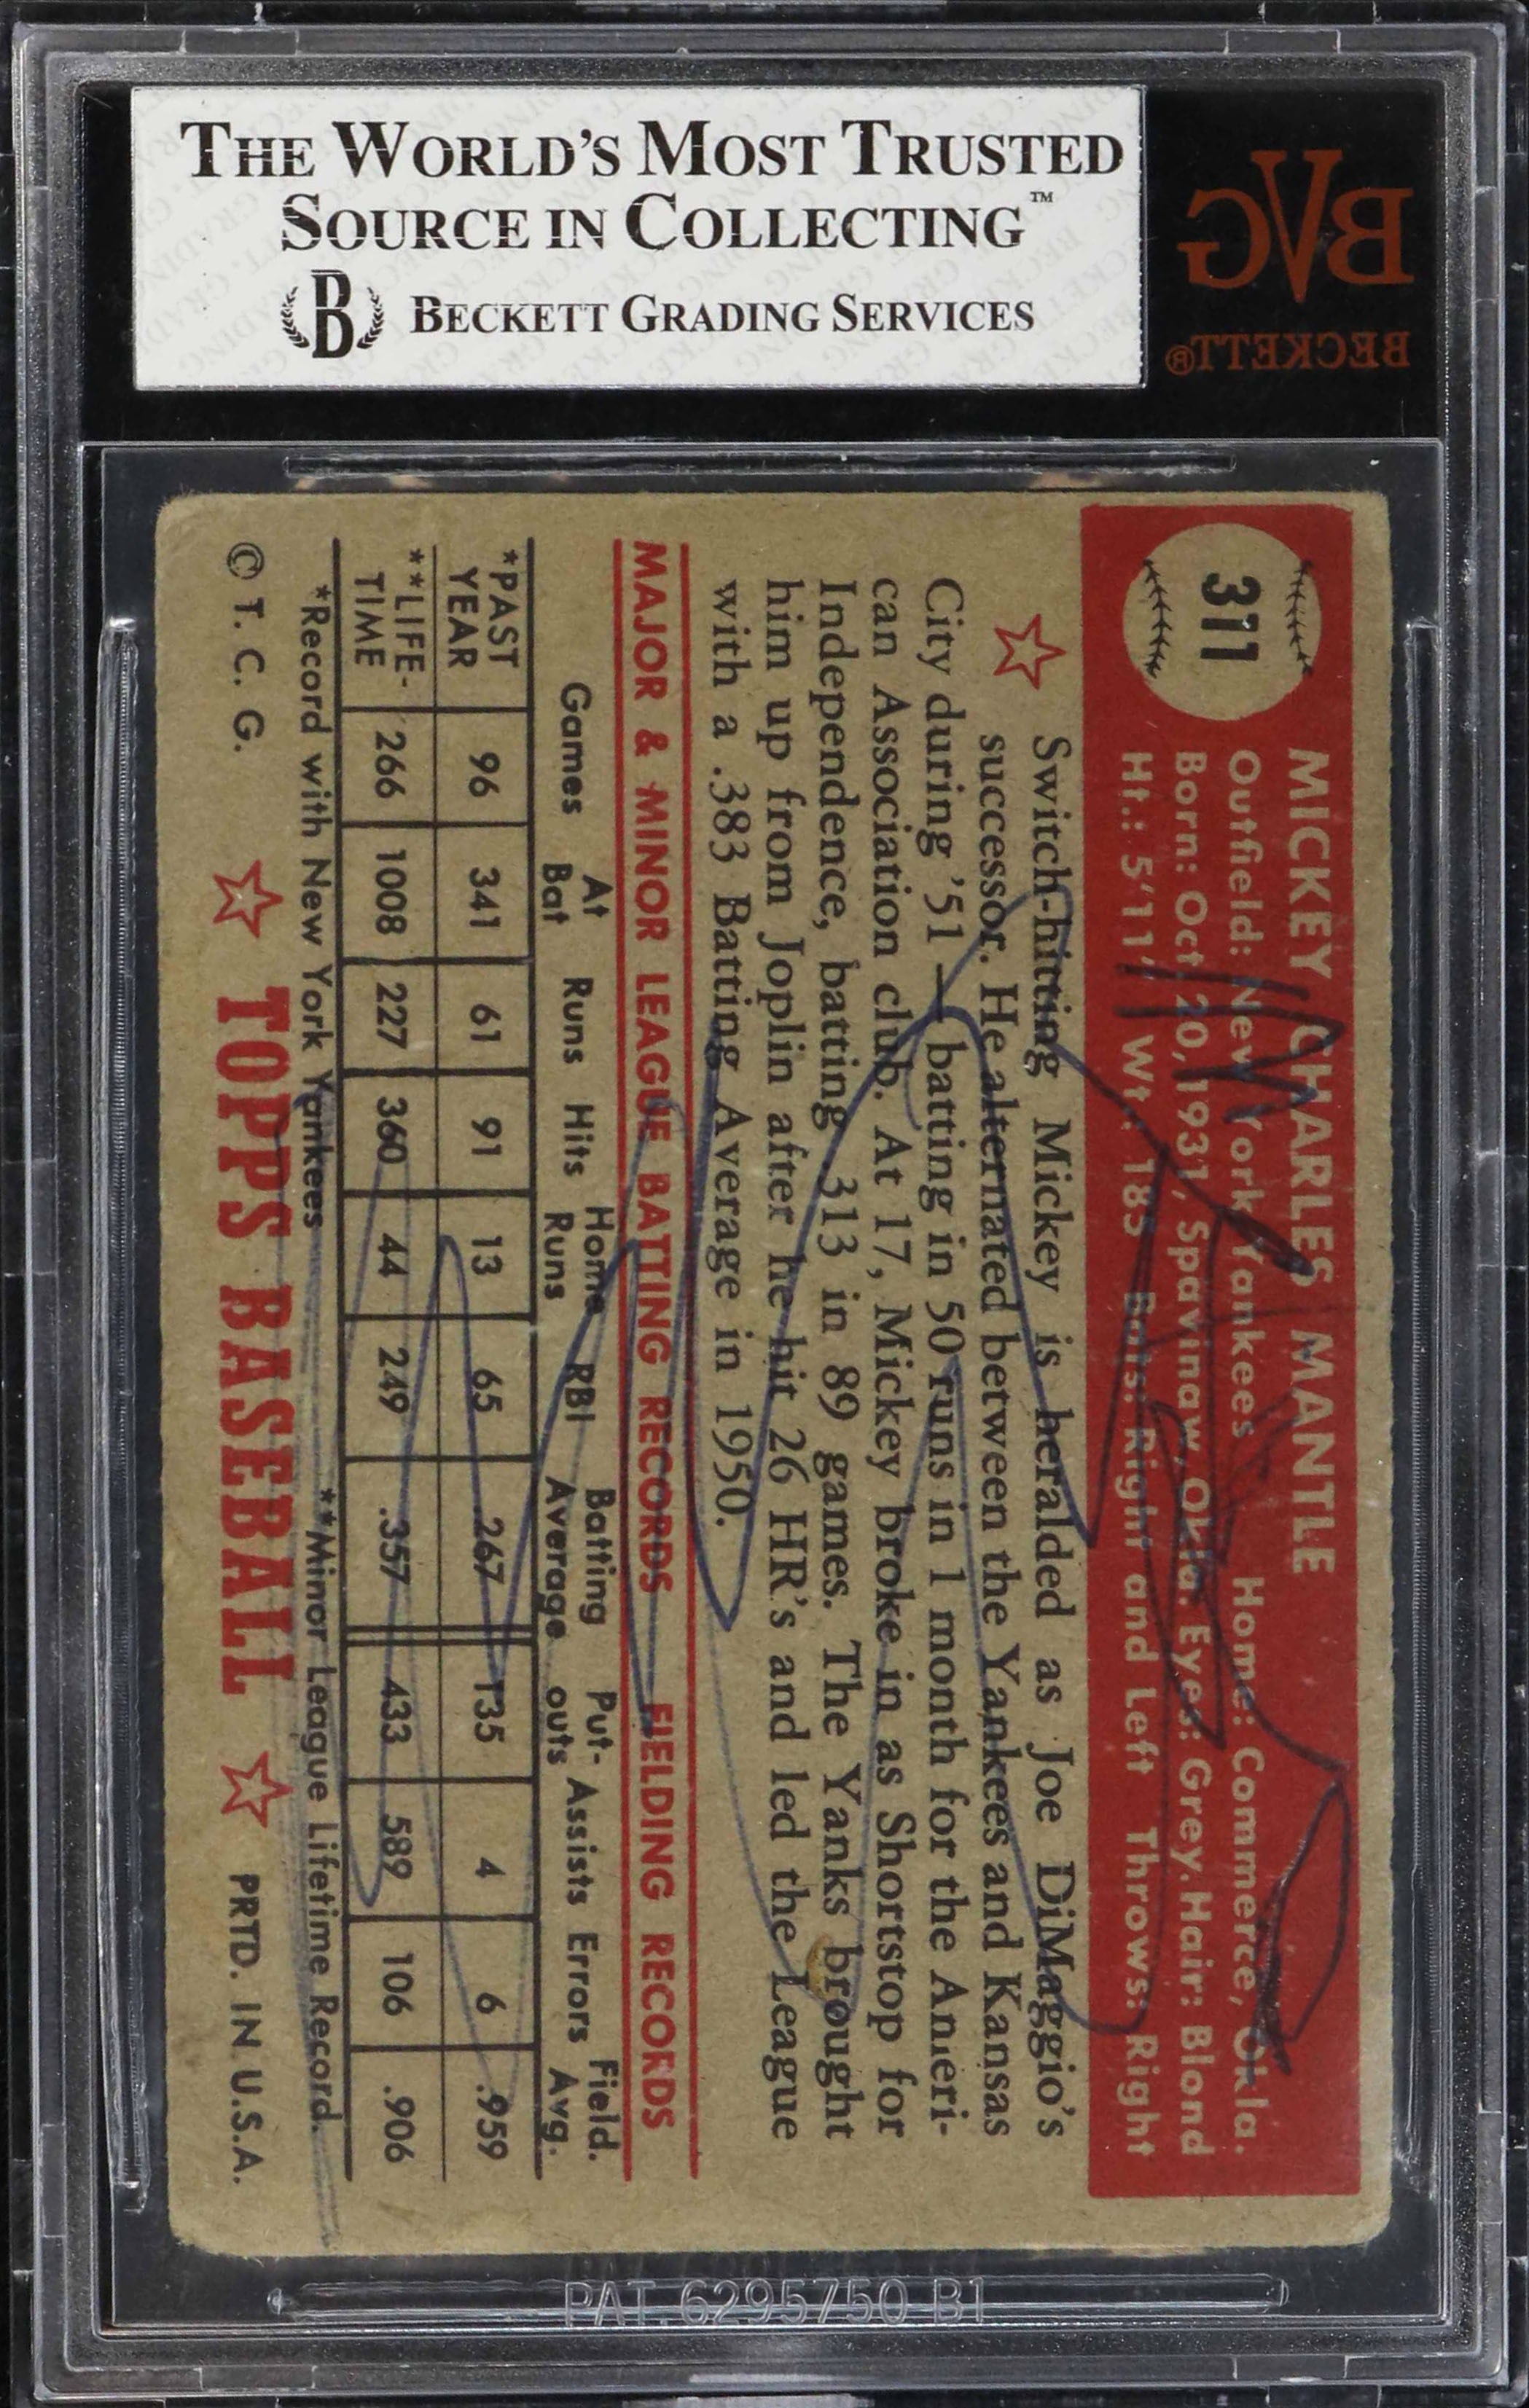 THE WORLD'S MOST TRUSTED
SOURCE IN COLLECTING™
B BECKETT GRADING SERVICES
BVG
BECKETT®
311
MICKEY CHARLES MANTLE
Outfield: New York Yankees Home: Commerce, Okla.
Born: Oct. 20, 1931, Spavinaw, Okla. Eyes: Grey. Hair: Blond
Ht.: 5'11" Wt.: 185 Bats: Right and Left Throws: Right
Switch-hitting Mickey is heralded as Joe DiMaggio's
successor. He alternated between the Yankees and Kansas
City during '51 — batting in 50 runs in 1 month for the Ameri-
can Association club. At 17, Mickey broke in as Shortstop for
Independence, batting .313 in 89 games. The Yanks brought
him up from Joplin after he hit 26 HR's and led the League
with a .383 Batting Average in 1950.
MAJOR & MINOR LEAGUE BATTING RECORDS FIELDING RECORDS
Games At Bat Runs Hits Home Runs RBI Batting Average Put-outs Assists Errors Field. Avg.
*PAST YEAR 96 341 61 91 13 65 .267 135 4 6 .959
**LIFE-TIME 266 1008 227 360 44 249 .357 433 589 106 .906
*Record with New York Yankees **Minor League Lifetime Record.
© T. C. G. TOPPS BASEBALL PRTD. IN U.S.A.
PAT. 6295750 B1